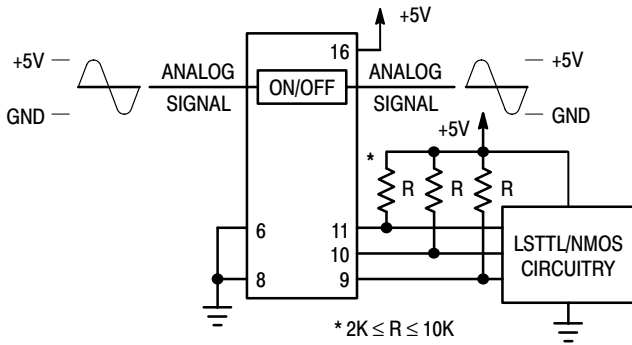 +5V
16
+5V
ANALOG
SIGNAL
ON/OFF
ANALOG
SIGNAL
+5V
GND
GND
+5V
*
R
R
R
6
11
LSTTL/NMOS
CIRCUITRY
10
8
9
* 2K ≤ R ≤ 10K